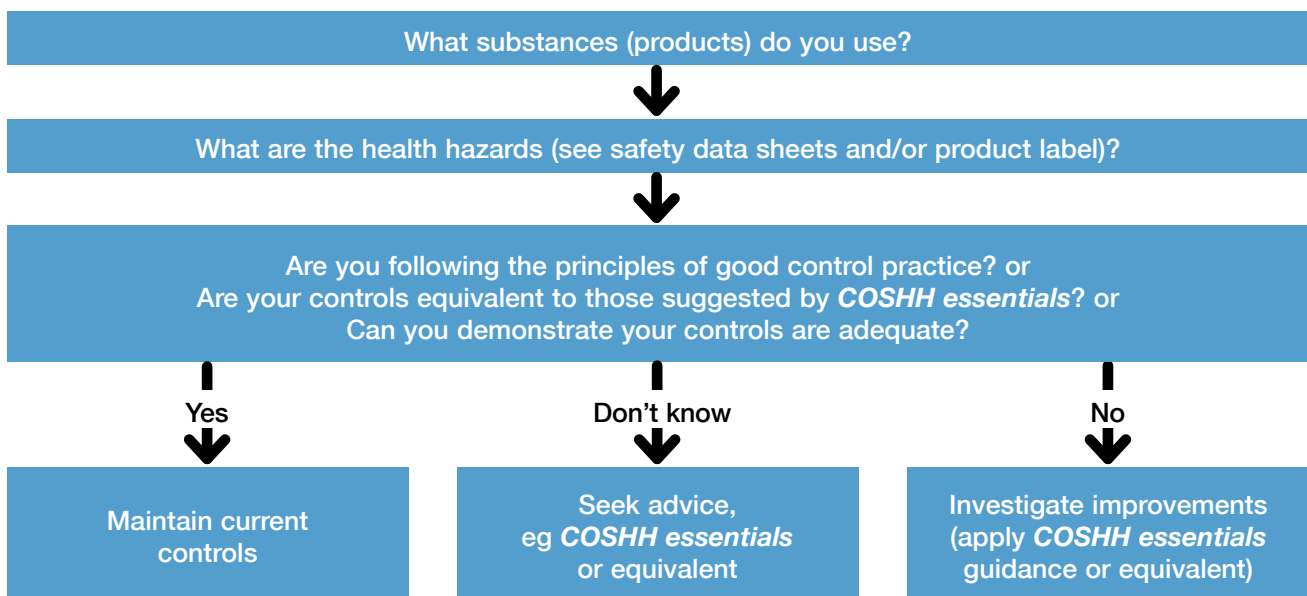 What substances (products) do you use?
What are the health hazards (see safety data sheets and/or product label)?
Are you following the principles of good control practice? or
Are your controls equivalent to those suggested by COSHH essentials? or
Can you demonstrate your controls are adequate?
Yes
Don't know
No
Maintain current
controls
Seek advice,
eg COSHH essentials
or equivalent
Investigate improvements
(apply COSHH essentials
guidance or equivalent)